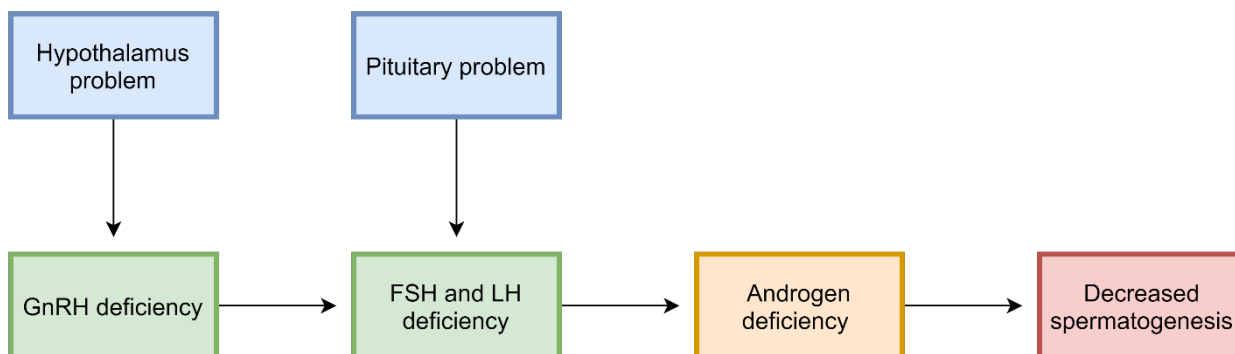 Hypothalamus
problem
Pituitary problem
GnRH deficiency
FSH and LH
deficiency
Androgen
deficiency
Decreased
spermatogenesis